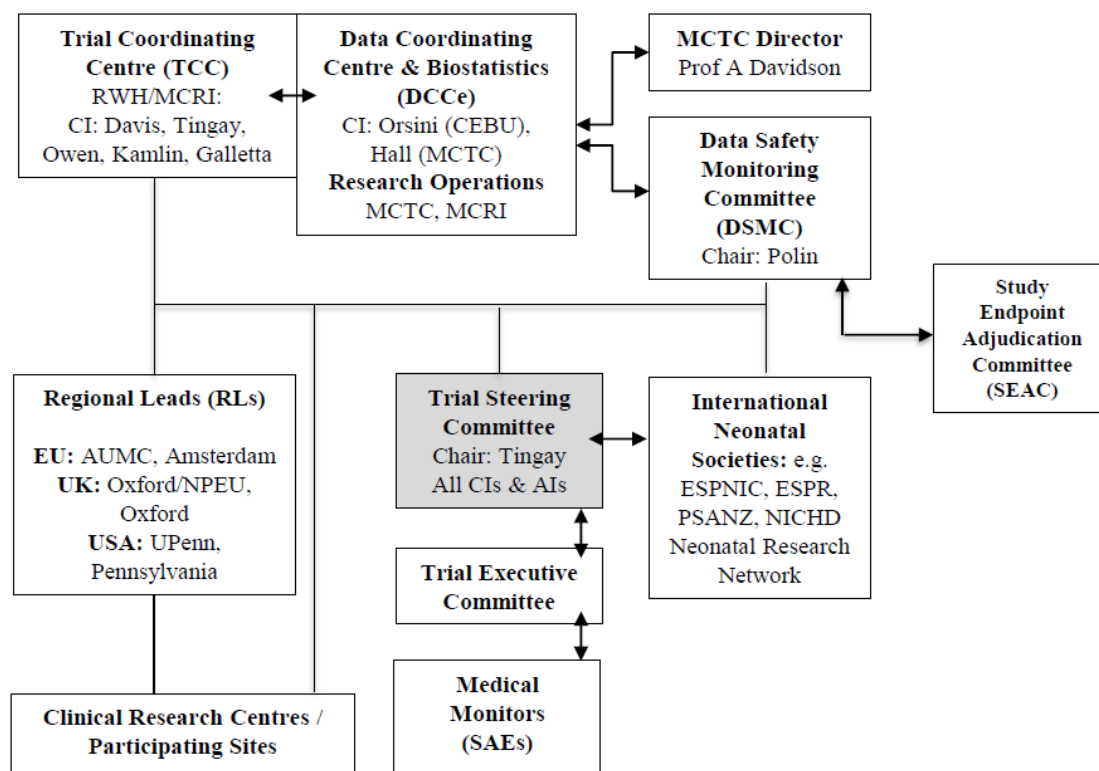 Trial Coordinating
Centre (TCC)
RWH/MCRI:
CI: Davis, Tingay,
Owen, Kamlin, Galletta
Data Coordinating
Centre & Biostatistics
(DCCe)
CI: Orsini (CEBU),
Hall (MCTC)
Research Operations
MCTC, MCRI
MCTC Director
Prof A Davidson
Data Safety
Monitoring
Committee
(DSMC)
Chair: Polin
Study
Endpoint
Adjudication
Committee
(SEAC)
Regional Leads (RLs)
EU: AUMC, Amsterdam
UK: Oxford/NPEU,
Oxford
USA: UPenn,
Pennsylvania
Trial Steering
Committee
Chair: Tingay
All CIs & AIs
International
Neonatal
Societies: e.g.
ESPNIC, ESPR,
PSANZ, NICHD
Neonatal Research
Network
Trial Executive
Committee
Medical
Monitors
(SAEs)
Clinical Research Centres /
Participating Sites